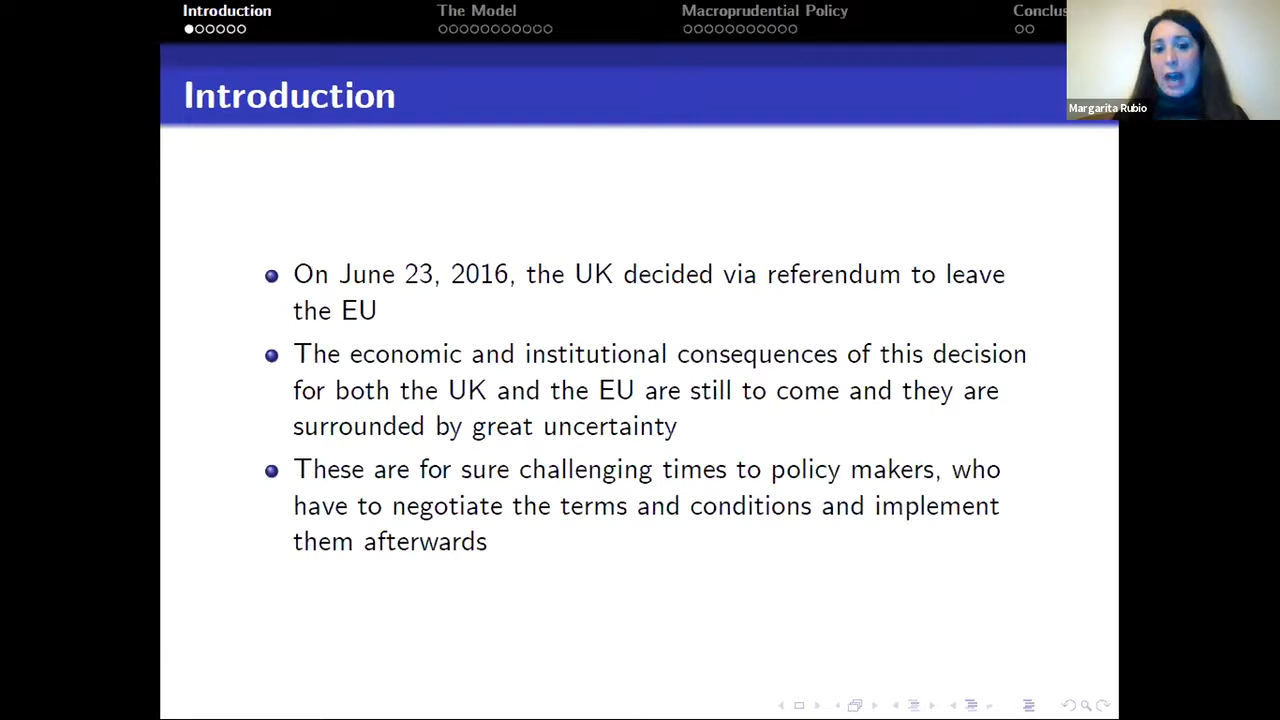 Introduction
The Model
Macroprudential Policy
Conclus
Margarita Rubio
Introduction
On June 23, 2016, the UK decided via referendum to leave
the EU
The economic and institutional consequences of this decision
for both the UK and the EU are still to come and they are
surrounded by great uncertainty
These are for sure challenging times to policy makers, who
have to negotiate the terms and conditions and implement
them afterwards